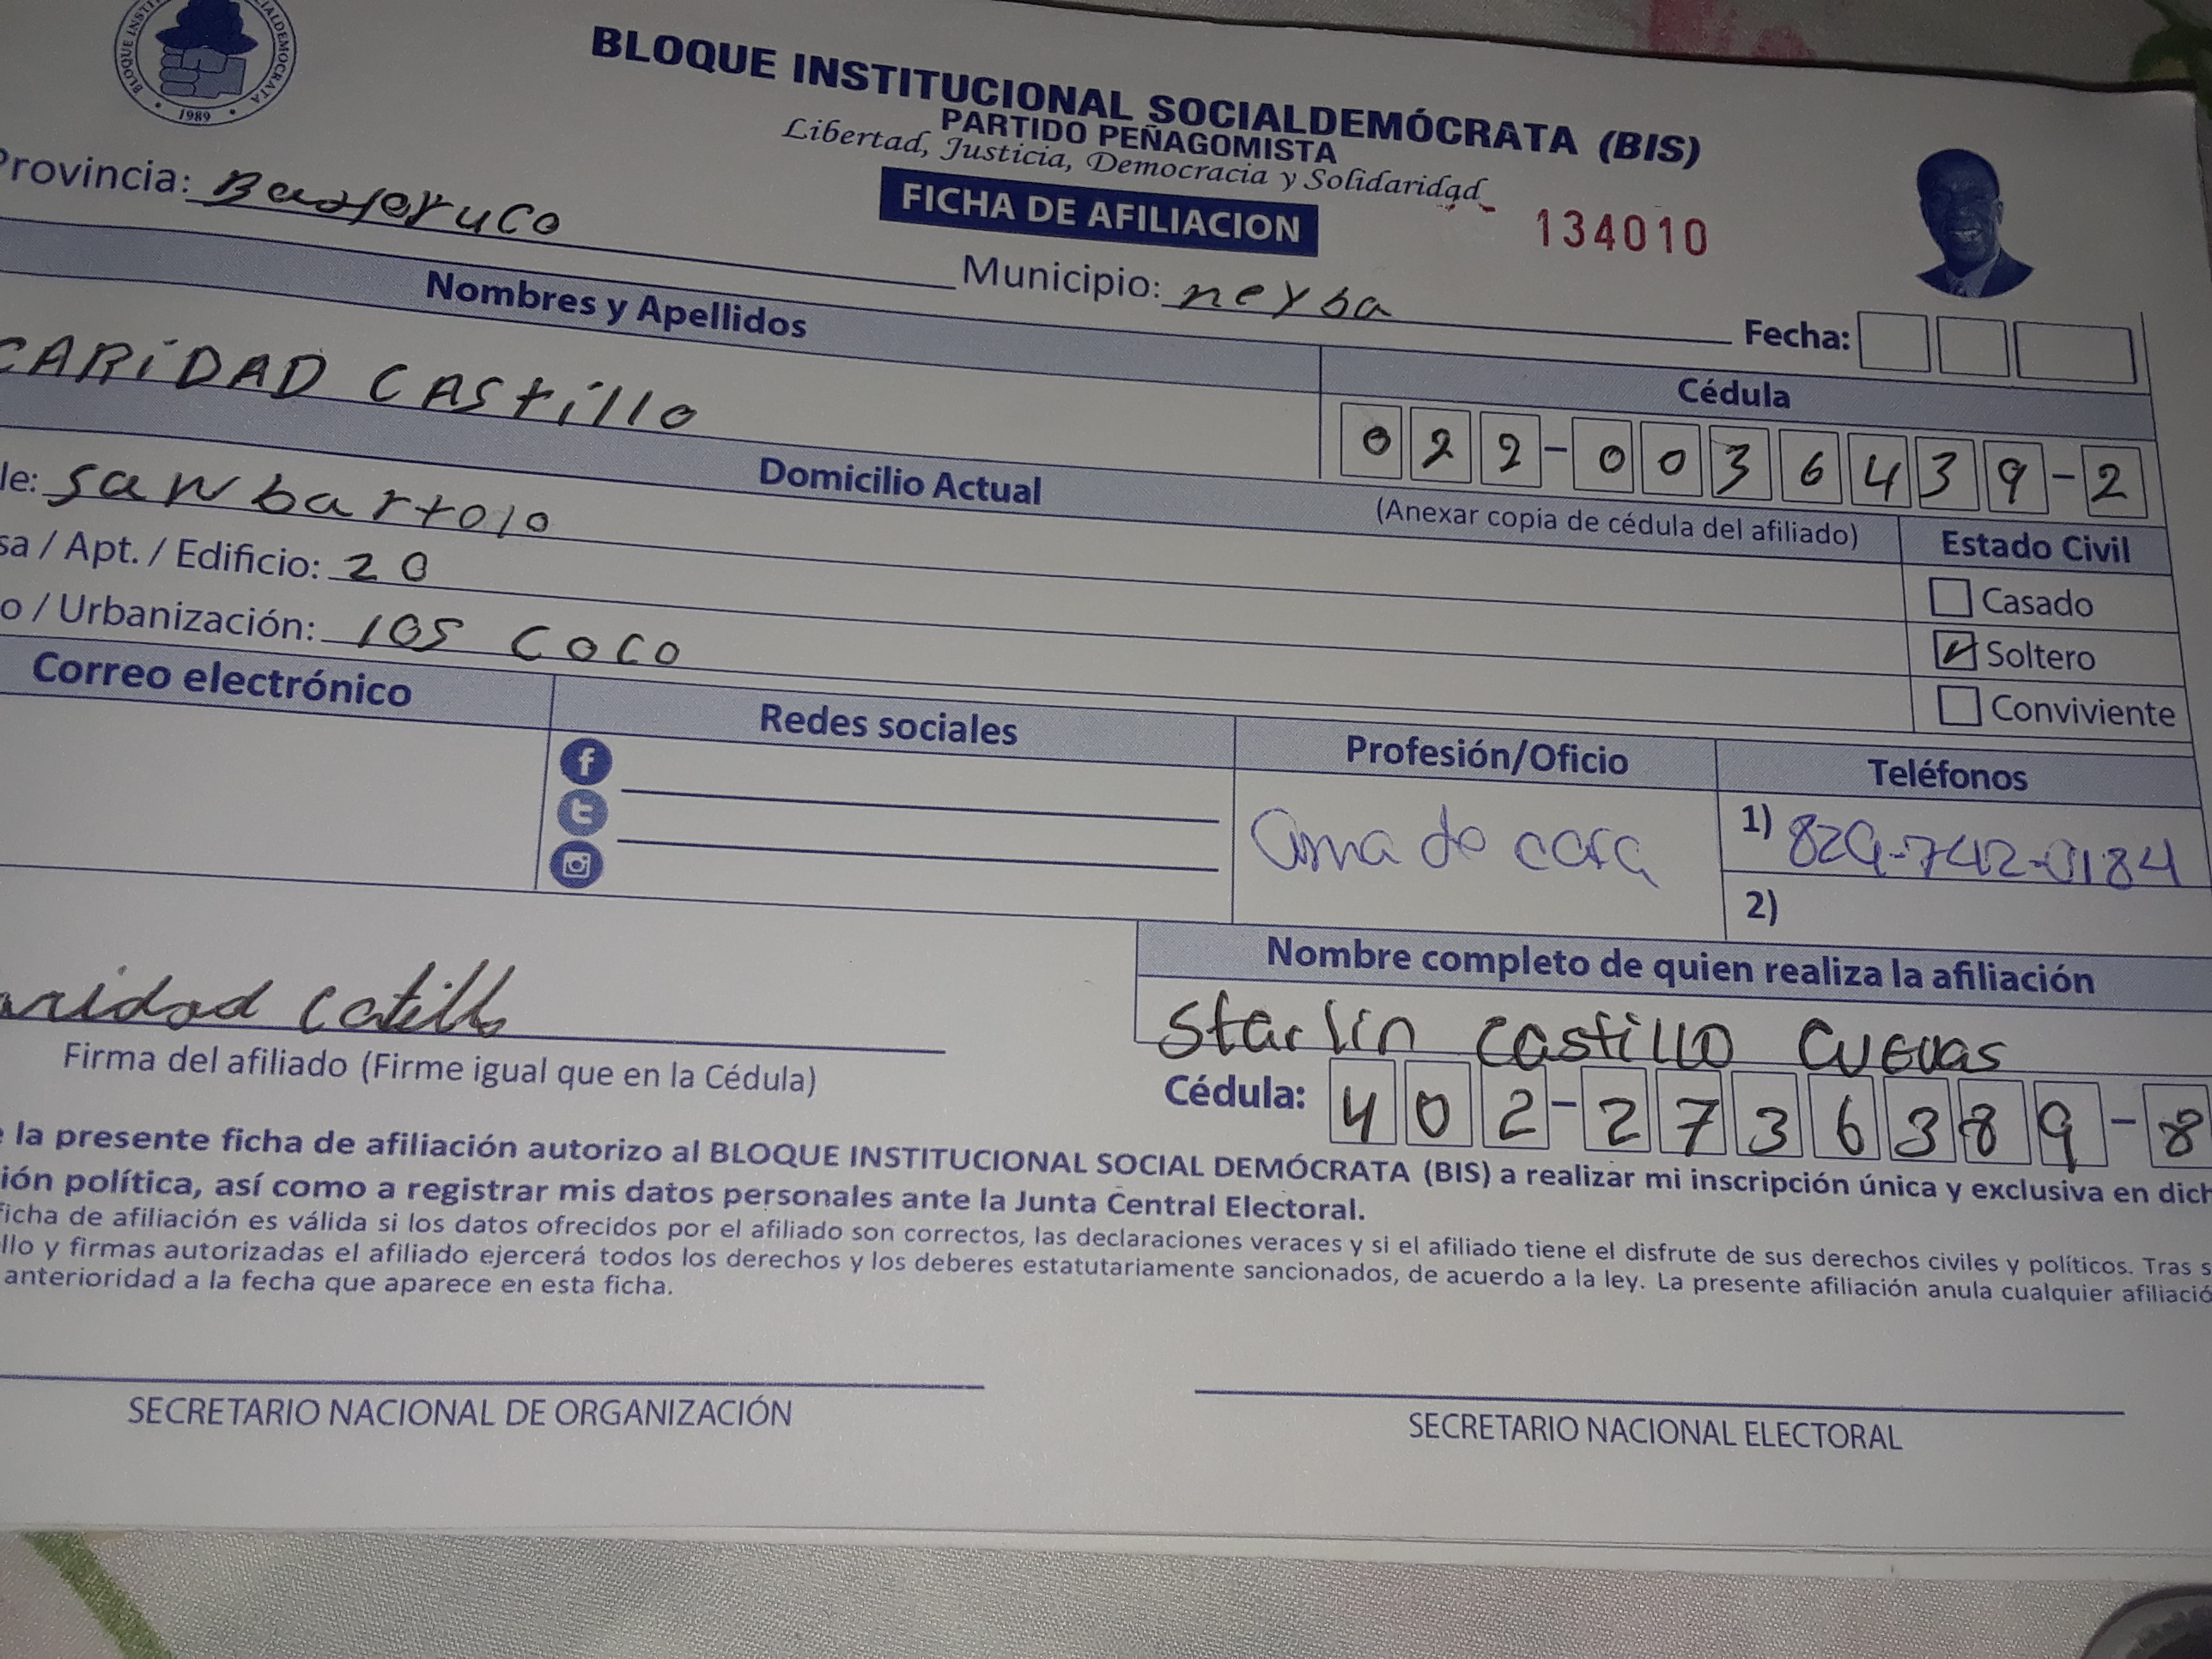 BLOQUE INSTITUCIONAL SOCIALDEMÓCRATA (BIS)
PARTIDO PEÑAGOMISTA
Libertad, Justicia, Democracia y Solidaridad
FICHA DE AFILIACION
134010
BLOQUE INSTI
CIALDEMOCRATA
1989
Provincia: Baoreruco
Municipio: neyba
Fecha:
Nombres y Apellidos
Cédula
CARIDAD CAStillo
022-0036439-2
Domicilio Actual
(Anexar copia de cédula del afiliado)
Estado Civil
le: san bartolo
sa / Apt. / Edificio: 20
o / Urbanización: los coco
Casado
Soltero
Conviviente
Correo electrónico
Redes sociales
Profesión/Oficio
Teléfonos
ama de casa
1) 829-742-0184
2)
aridad Catillo
Firma del afiliado (Firme igual que en la Cédula)
Nombre completo de quien realiza la afiliación
Starlin Castillo Cuevas
Cédula: 402-2736389-8
e la presente ficha de afiliación autorizo al BLOQUE INSTITUCIONAL SOCIAL DEMÓCRATA (BIS) a realizar mi inscripción única y exclusiva en dich
ión política, así como a registrar mis datos personales ante la Junta Central Electoral.
ficha de afiliación es válida si los datos ofrecidos por el afiliado son correctos, las declaraciones veraces y si el afiliado tiene el disfrute de sus derechos civiles y políticos. Tras s
llo y firmas autorizadas el afiliado ejercerá todos los derechos y los deberes estatutariamente sancionados, de acuerdo a la ley. La presente afiliación anula cualquier afiliació
anterioridad a la fecha que aparece en esta ficha.
SECRETARIO NACIONAL DE ORGANIZACIÓN
SECRETARIO NACIONAL ELECTORAL